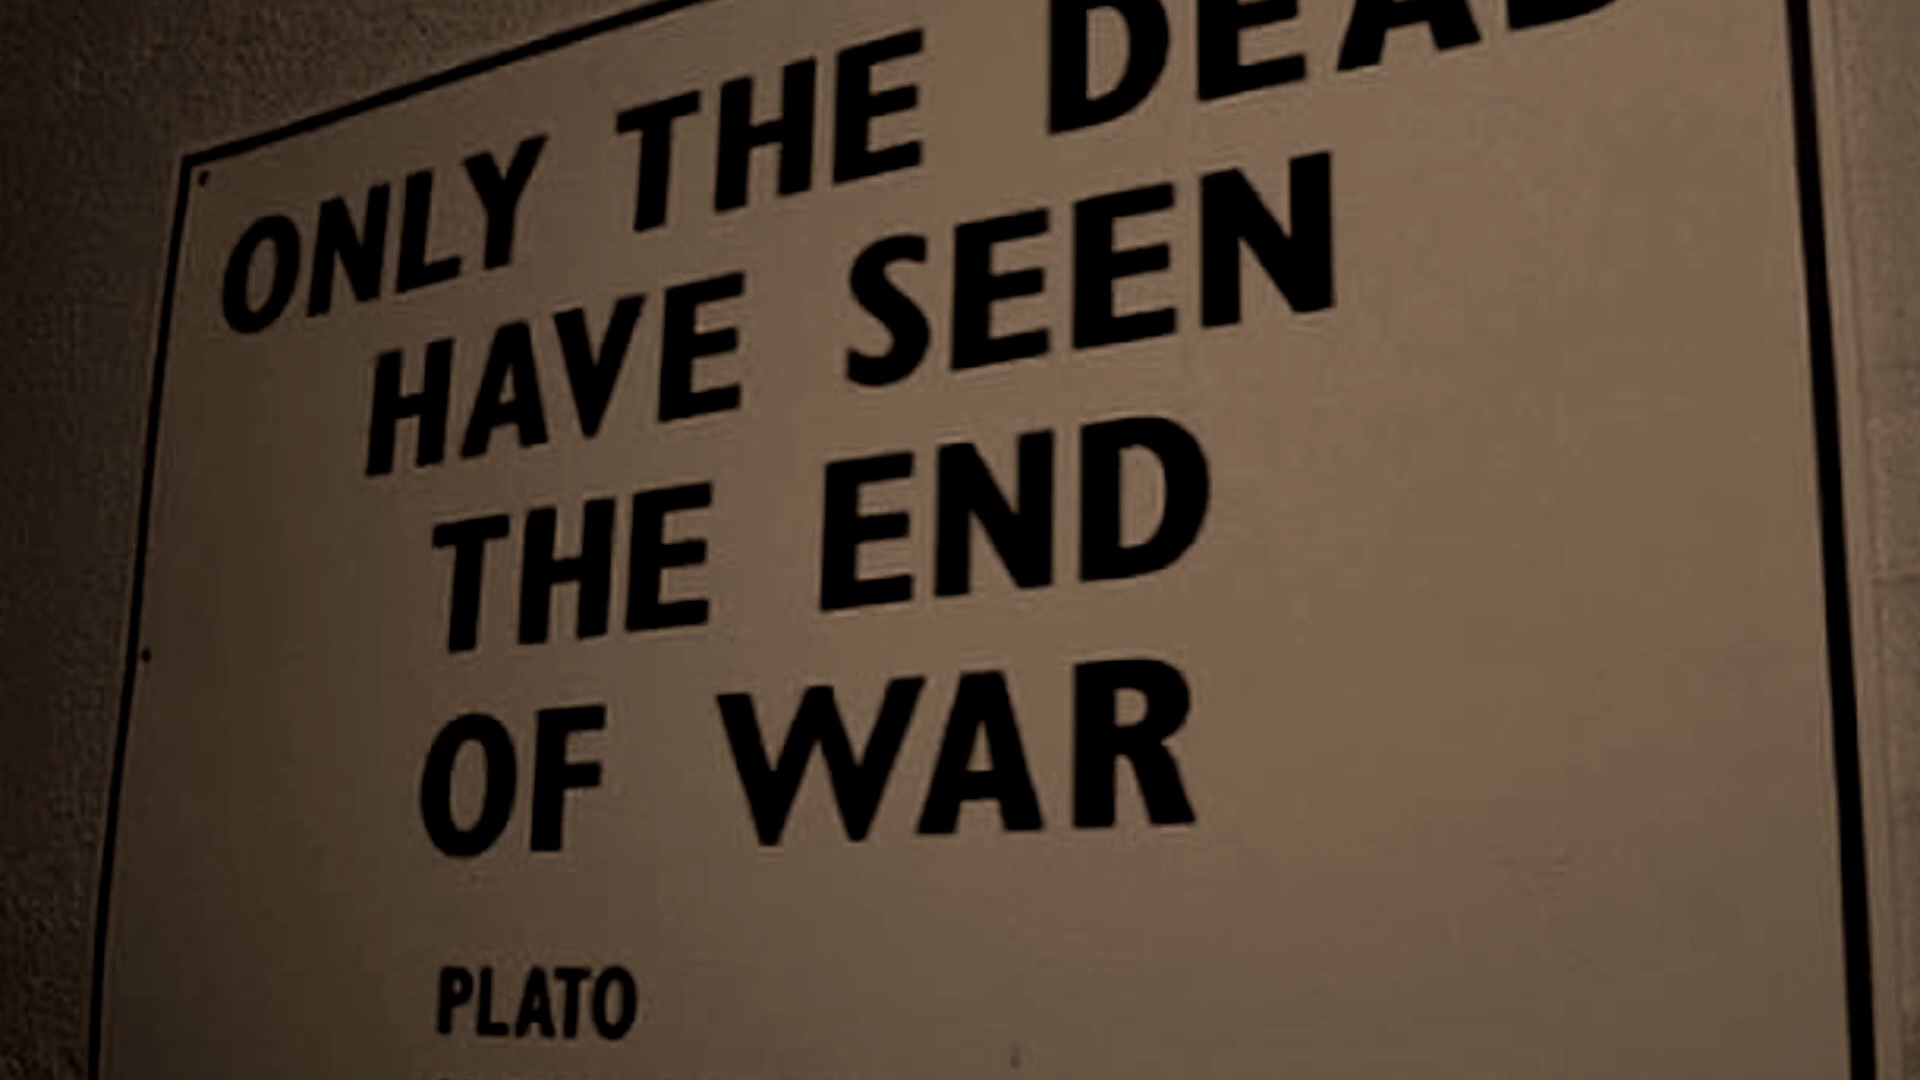 ONLY THE DEAD
HAVE SEEN
THE END
OF WAR
PLATO